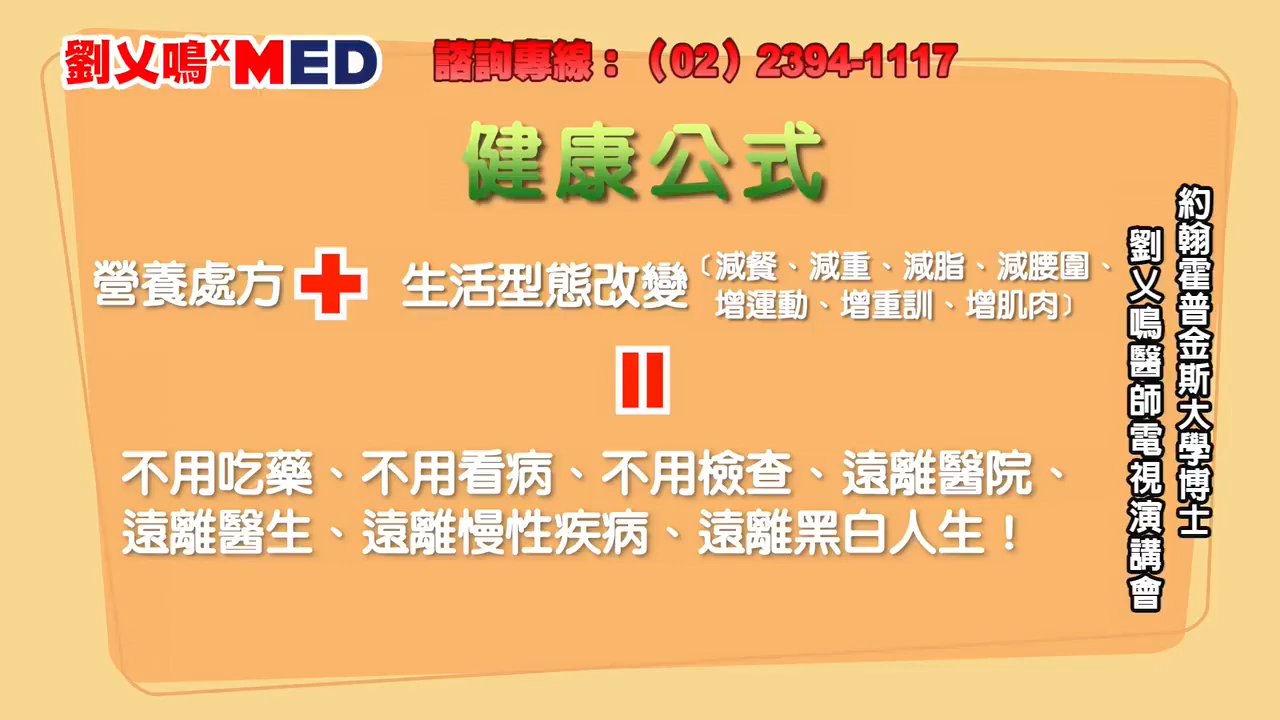 劉乂鳴XMED
諮詢專線：（02）2394-1117
健康公式
營養處方+生活型態改變
〔減餐、減重、減脂、減腰圍、
增運動、增重訓、增肌肉〕
=
不用吃藥、不用看病、不用檢查、遠離醫院、
遠離醫生、遠離慢性疾病、遠離黑白人生！
約翰霍普金斯大學博士
劉乂鳴醫師電視演講會